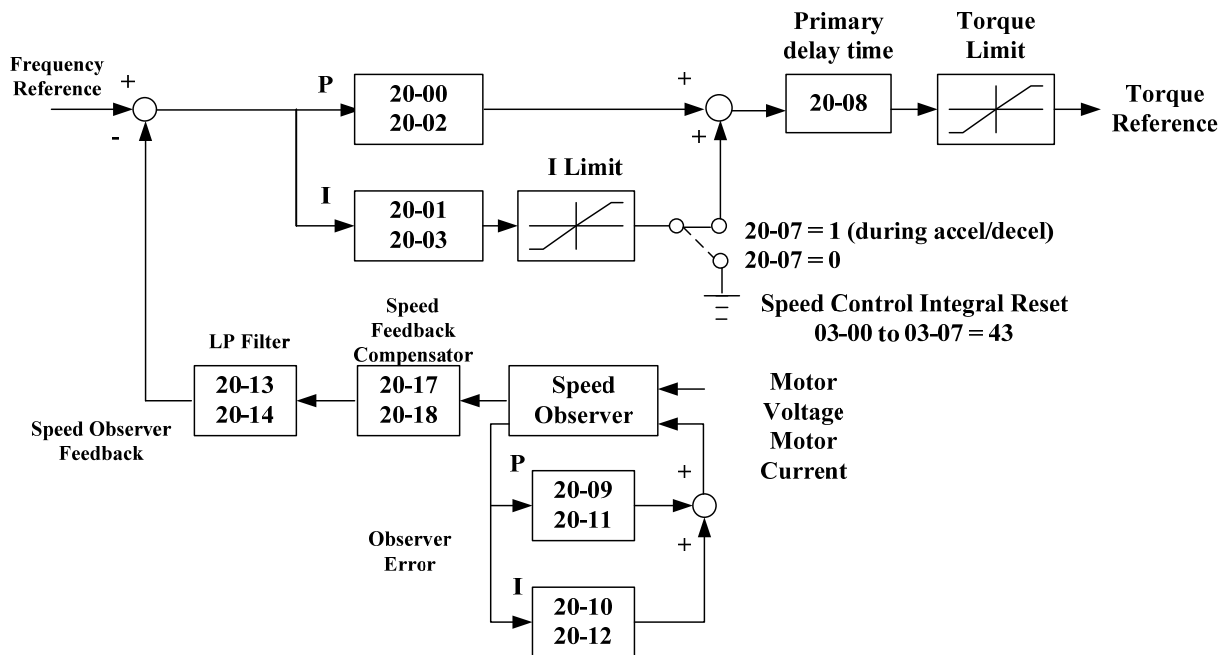 Frequency
Reference
+
-
P
20-00
20-02
I
20-01
20-03
I Limit
+
+
Primary
delay time
20-08
Torque
Limit
Torque
Reference
20-07 = 1 (during accel/decel)
20-07 = 0
Speed Control Integral Reset
03-00 to 03-07 = 43
LP Filter
20-13
20-14
Speed
Feedback
Compensator
20-17
20-18
Speed
Observer
Motor
Voltage
Motor
Current
Speed Observer
Feedback
P
20-09
20-11
+
+
Observer
Error
I
20-10
20-12